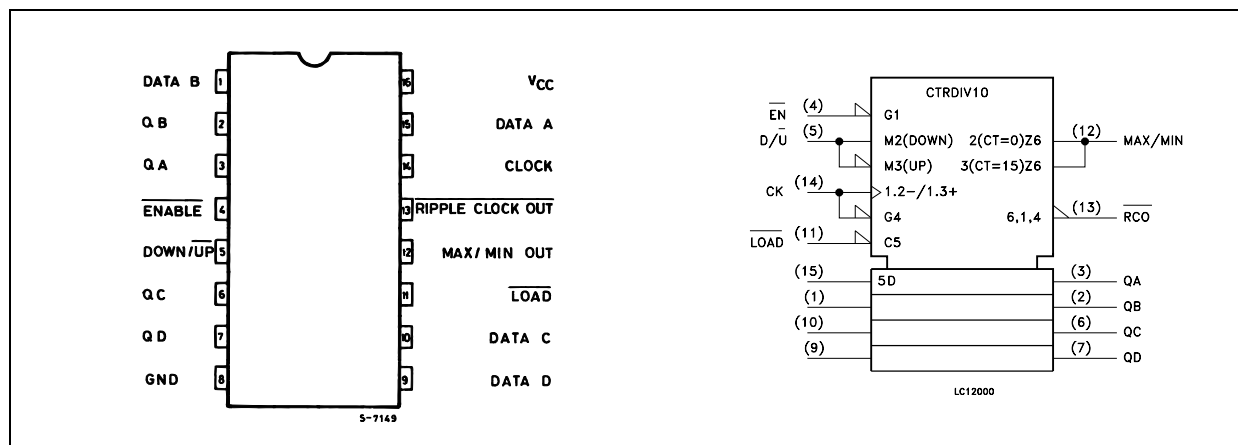 DATA B 1 16 VCC
QB 2 15 DATA A
QA 3 14 CLOCK
ENABLE 4 13 RIPPLE CLOCK OUT
DOWN/UP 5 12 MAX/MIN OUT
QC 6 11 LOAD
QD 7 10 DATA C
GND 8 9 DATA D
S-7149
CTRDIV10
EN (4) G1
D/U (5) M2(DOWN) 2(CT=0)Z6 (12) MAX/MIN
M3(UP) 3(CT=15)Z6
CK (14) 1.2-/1.3+
G4 6,1,4 (13) RCO
LOAD (11) C5
(15) 5D (3) QA
(1) (2) QB
(10) (6) QC
(9) (7) QD
LC12000